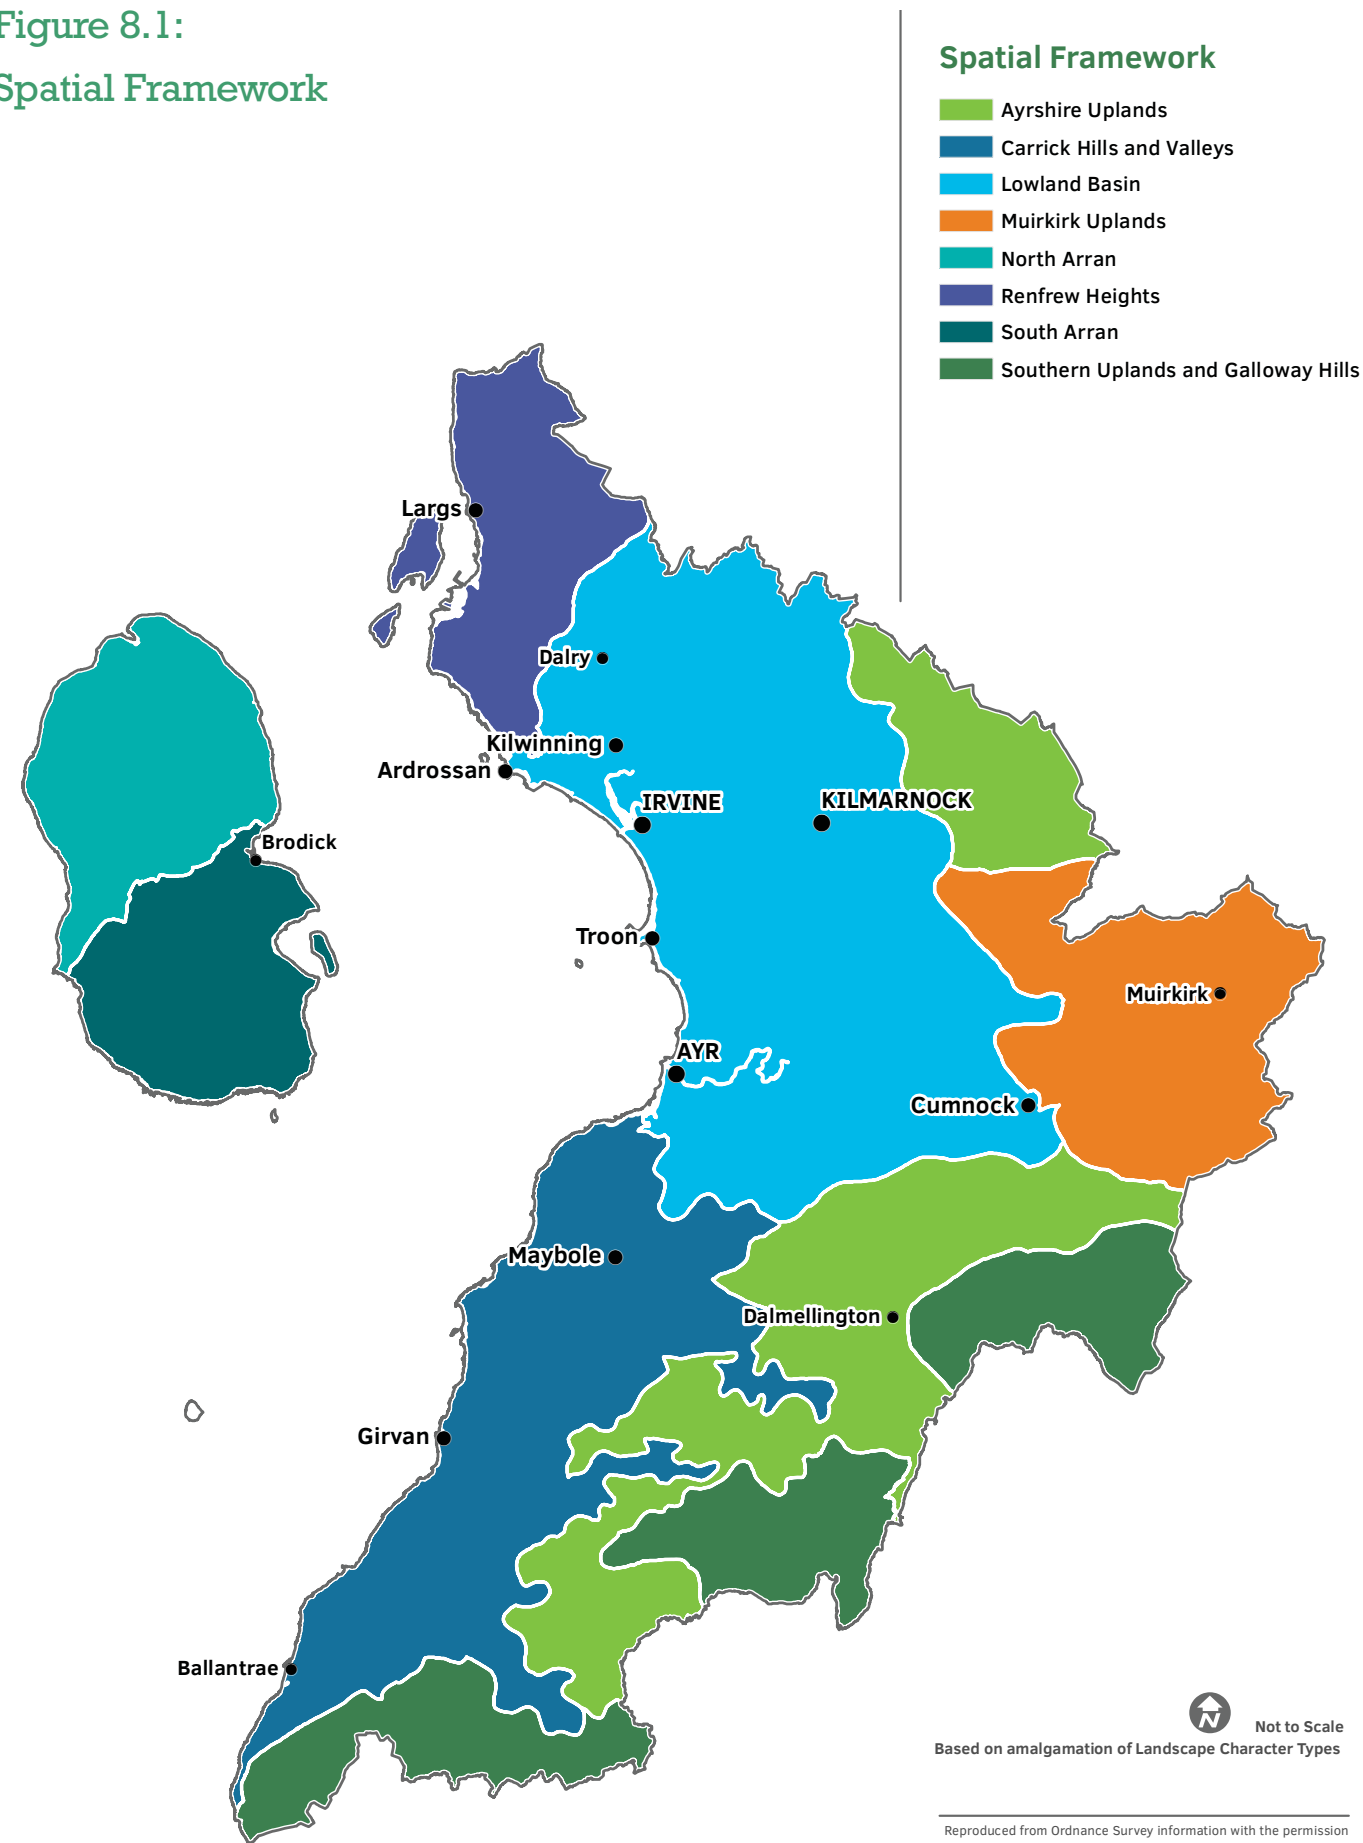 Figure 8.1:
Spatial Framework
Spatial Framework
Ayrshire Uplands
Carrick Hills and Valleys
Lowland Basin
Muirkirk Uplands
North Arran
Renfrew Heights
South Arran
Southern Uplands and Galloway Hills
Largs
Dalry
Kilwinning
Ardrossan
IRVINE
KILMARNOCK
Brodick
Troon
Muirkirk
AYR
Cumnock
Maybole
Dalmellington
Girvan
Ballantrae
N
Not to Scale
Based on amalgamation of Landscape Character Types
Reproduced from Ordnance Survey information with the permission